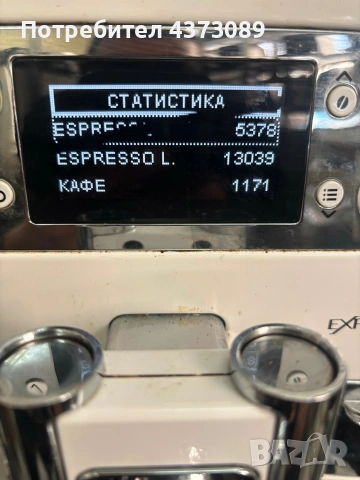 Потребител 4373089
СТАТИСТИКА
5378
ESPRESSO L. 13039
КАФЕ 1171
BAZAR